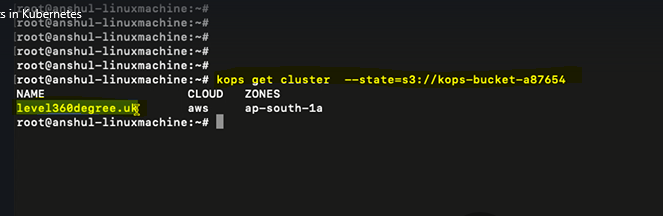 ts in Kubernetes
root@anshul-linuxmachine:~#
root@anshul-linuxmachine:~#
root@anshul-linuxmachine:~#
root@anshul-linuxmachine:~#
root@anshul-linuxmachine:~# kops get cluster  --state=s3://kops-bucket-a87654
NAME CLOUD ZONES
level360degree.uk aws ap-south-1a
root@anshul-linuxmachine:~#